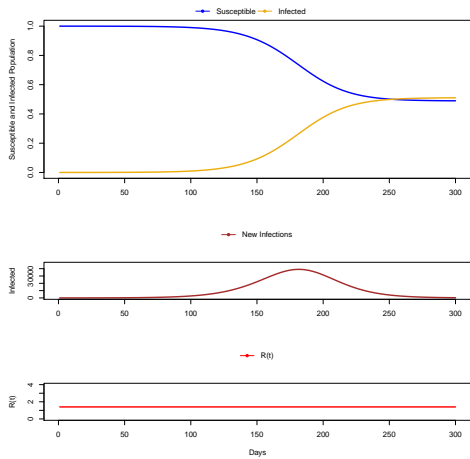 Susceptible Infected
Susceptible and Infected Population
1.0
0.8
0.6
0.4
0.2
0.0
0 50 100 150 200 250 300
New Infections
Infected
30000
0
0 50 100 150 200 250 300
R(t)
R(t)
4
2
0
0 50 100 150 200 250 300
Days